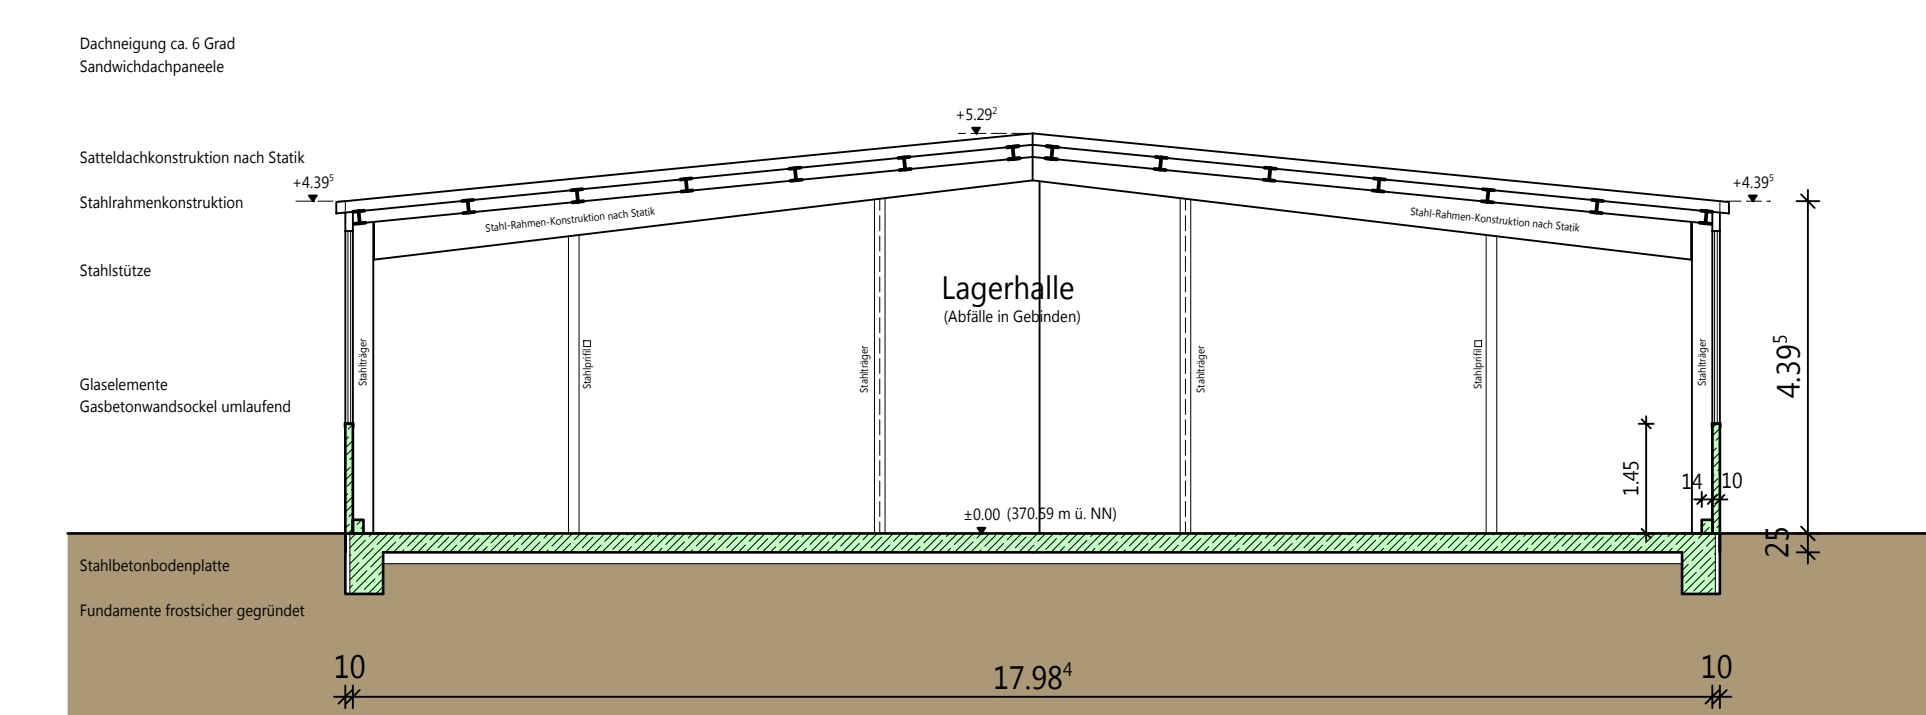 Dachneigung ca. 6 Grad
Sandwichdachpaneele
+5.29²
Satteldachkonstruktion nach Statik
+4.39⁵
+4.39⁵
Stahlrahmenkonstruktion
Stahl-Rahmen-Konstruktion nach Statik
Stahl-Rahmen-Konstruktion nach Statik
Stahlstütze
Lagerhalle
(Abfälle in Gebinden)
Stahlträger
Stahlprifil
Stahlträger
Stahlträger
Stahlprifil
Stahlträger
4.39⁵
Glaselemente
Gasbetonwandsockel umlaufend
1.45
14
10
±0.00 (370.59 m ü. NN)
25
Stahlbetonbodenplatte
Fundamente frostsicher gegründet
10
17.98⁴
10